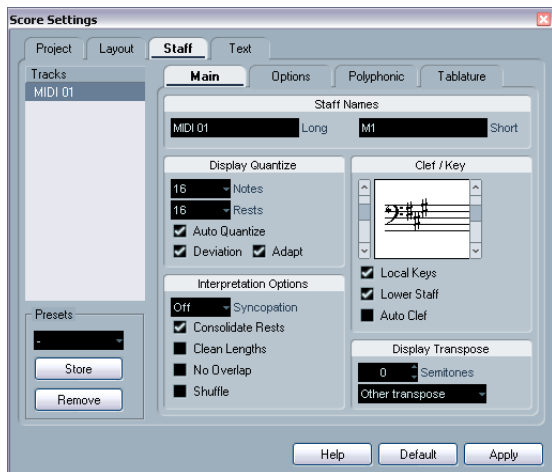 Score Settings
Project Layout Staff Text
Tracks
MIDI 01
Main Options Polyphonic Tablature
Staff Names
MIDI 01 Long M1 Short
Display Quantize
16 Notes
16 Rests
Auto Quantize
Deviation Adapt
Clef / Key
Local Keys
Lower Staff
Auto Clef
Interpretation Options
Off Syncopation
Consolidate Rests
Clean Lengths
No Overlap
Shuffle
Display Transpose
0 Semitones
Other transpose
Presets
-
Store
Remove
Help Default Apply